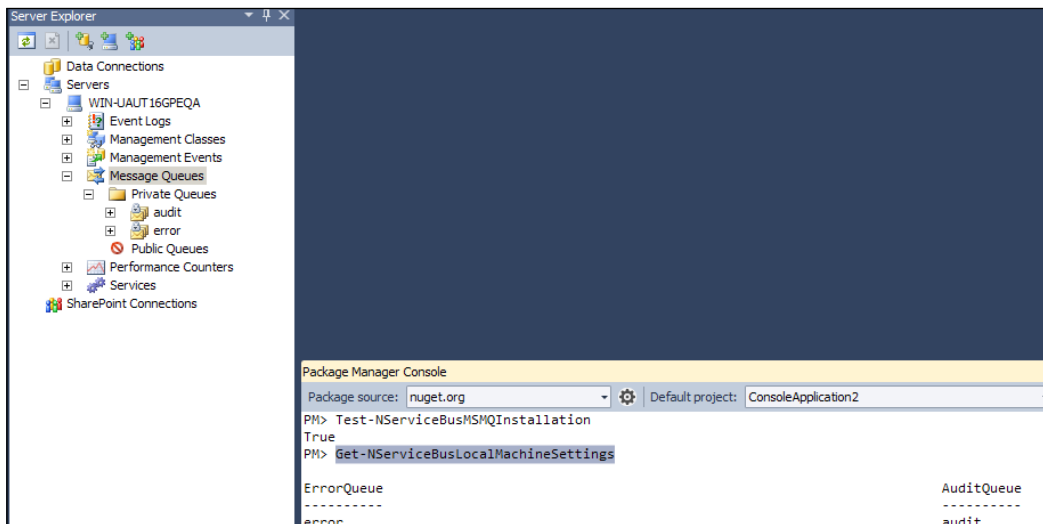 Server Explorer
Data Connections
Servers
WIN-UAUT16GPEQA
Event Logs
Management Classes
Management Events
Message Queues
Private Queues
audit
error
Public Queues
Performance Counters
Services
SharePoint Connections
Package Manager Console
Package source: nuget.org Default project: ConsoleApplication2
PM> Test-NServiceBusMSMQInstallation
True
PM> Get-NServiceBusLocalMachineSettings
ErrorQueue AuditQueue
---------- ----------
error audit